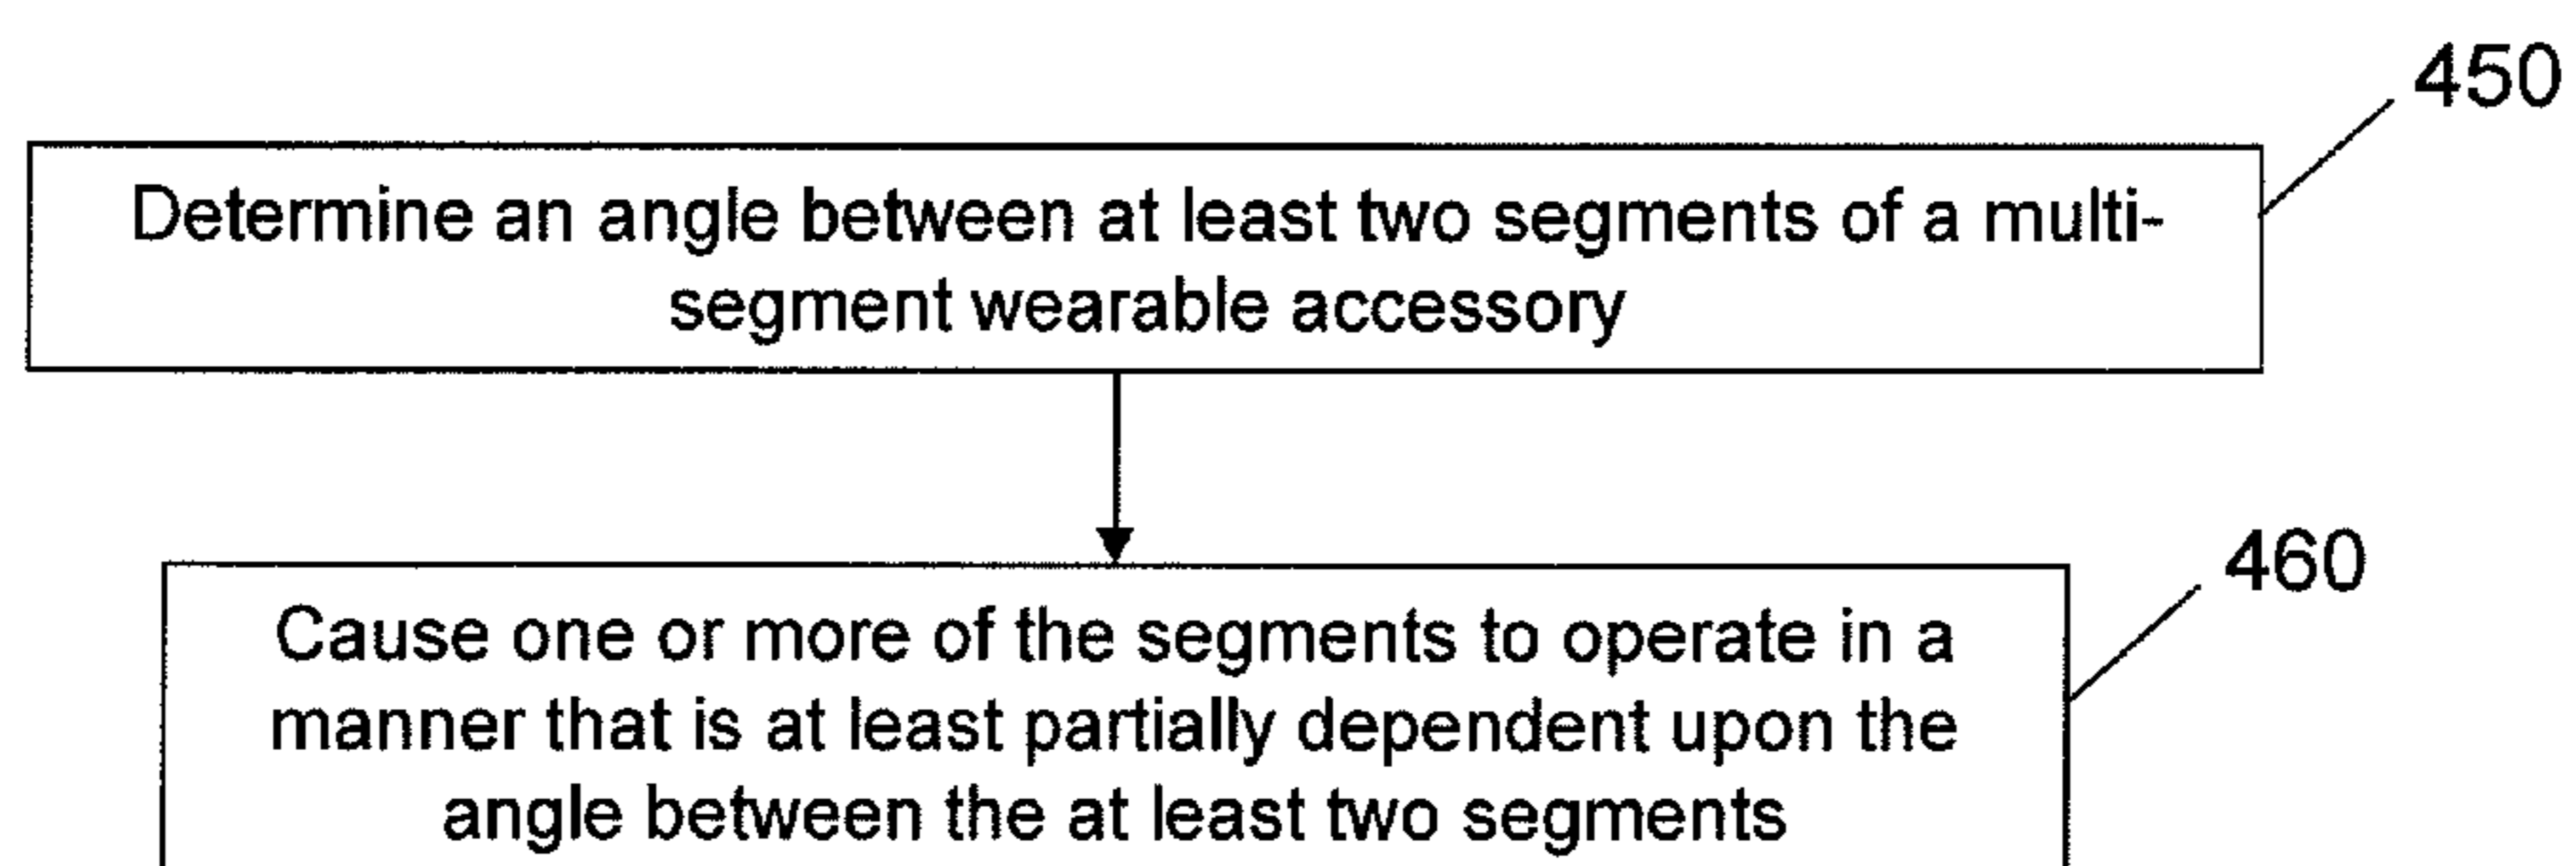 450
Determine an angle between at least two segments of a multi-
segment wearable accessory
460
Cause one or more of the segments to operate in a
manner that is at least partially dependent upon the
angle between the at least two segments